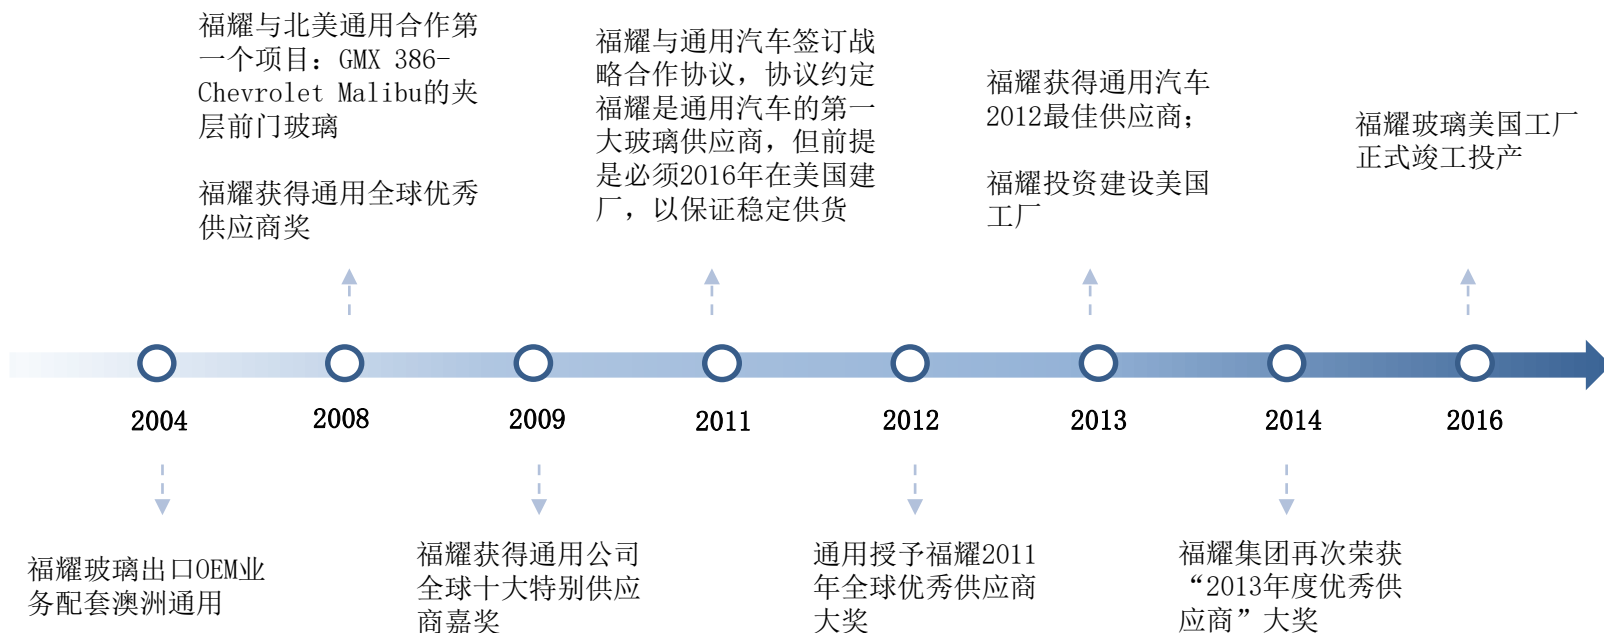 福耀与北美通用合作第
一个项目：GMX 386-
Chevrolet Malibu的夹
层前门玻璃
福耀获得通用全球优秀
供应商奖
福耀与通用汽车签订战
略合作协议，协议约定
福耀是通用汽车的第一
大玻璃供应商，但前提
是必须2016年在美国建
厂，以保证稳定供货
福耀获得通用汽车
2012最佳供应商；
福耀投资建设美国
工厂
福耀玻璃美国工厂
正式竣工投产
2004
2008
2009
2011
2012
2013
2014
2016
福耀玻璃出口OEM业
务配套澳洲通用
福耀获得通用公司
全球十大特别供应
商嘉奖
通用授予福耀2011
年全球优秀供应商
大奖
福耀集团再次荣获
“2013年度优秀供
应商”大奖